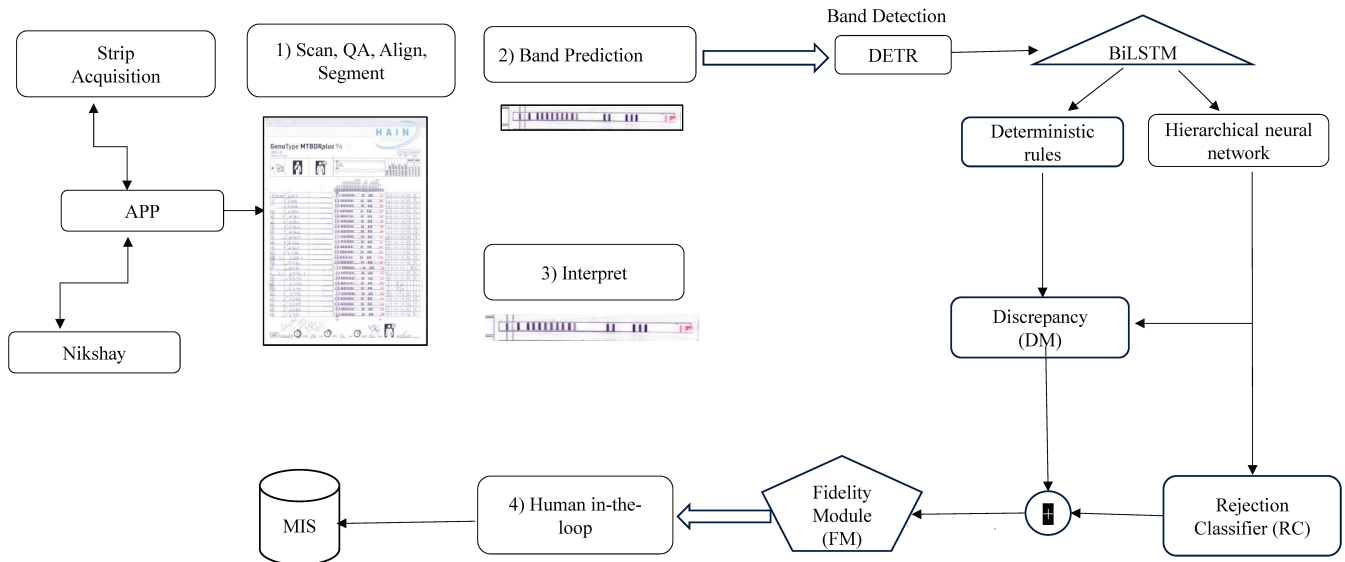 Strip
Acquisition
APP
Nikshay
1) Scan, QA, Align,
Segment
HAIN
GenoType MTBDRplus 96
2) Band Prediction
3) Interpret
Band Detection
DETR
BiLSTM
Deterministic
rules
Hierarchical neural
network
Discrepancy
(DM)
Rejection
Classifier (RC)
+
Fidelity
Module
(FM)
4) Human in-the-
loop
MIS